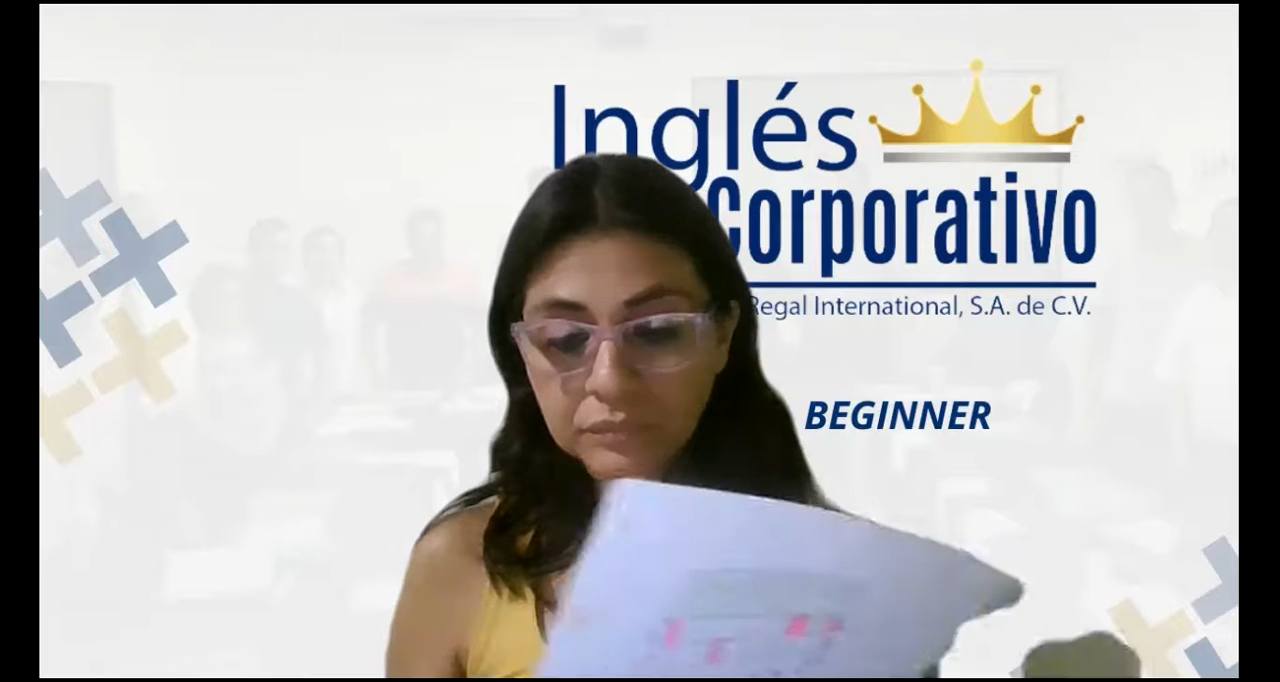 Inglés
Corporativo
Regal International, S.A. de C.V.
BEGINNER